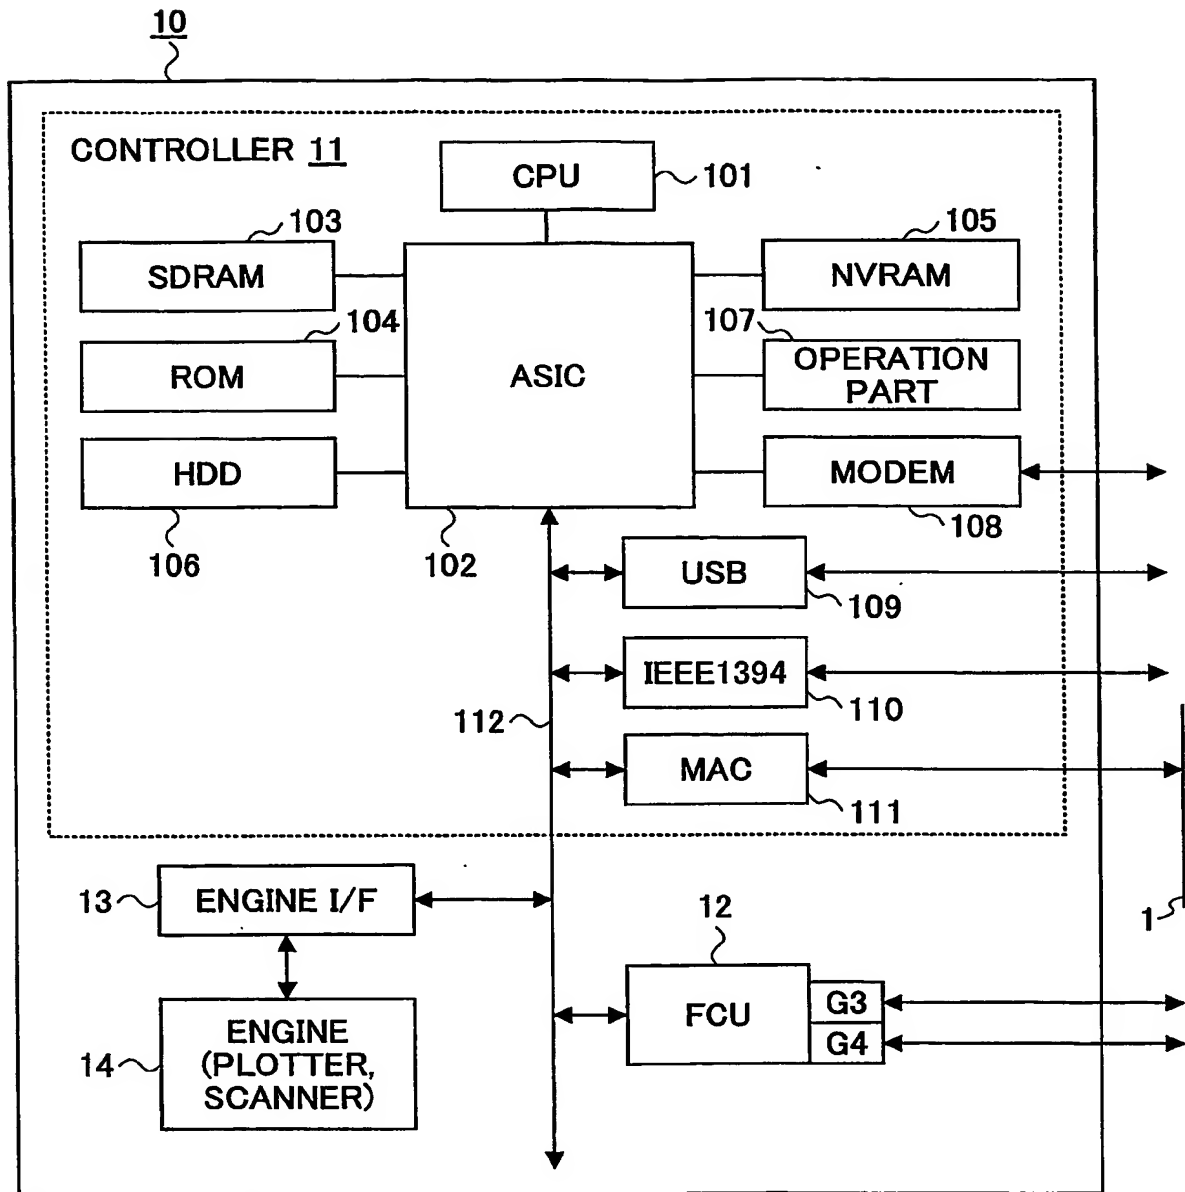 10
CONTROLLER 11
CPU
101
103
SDRAM
105
NVRAM
104
ROM
ASIC
107
OPERATION
PART
HDD
106
102
MODEM
108
USB
109
IEEE1394
110
112
MAC
111
13
ENGINE I/F
1
12
FCU
G3
G4
14
ENGINE
(PLOTTER,
SCANNER)